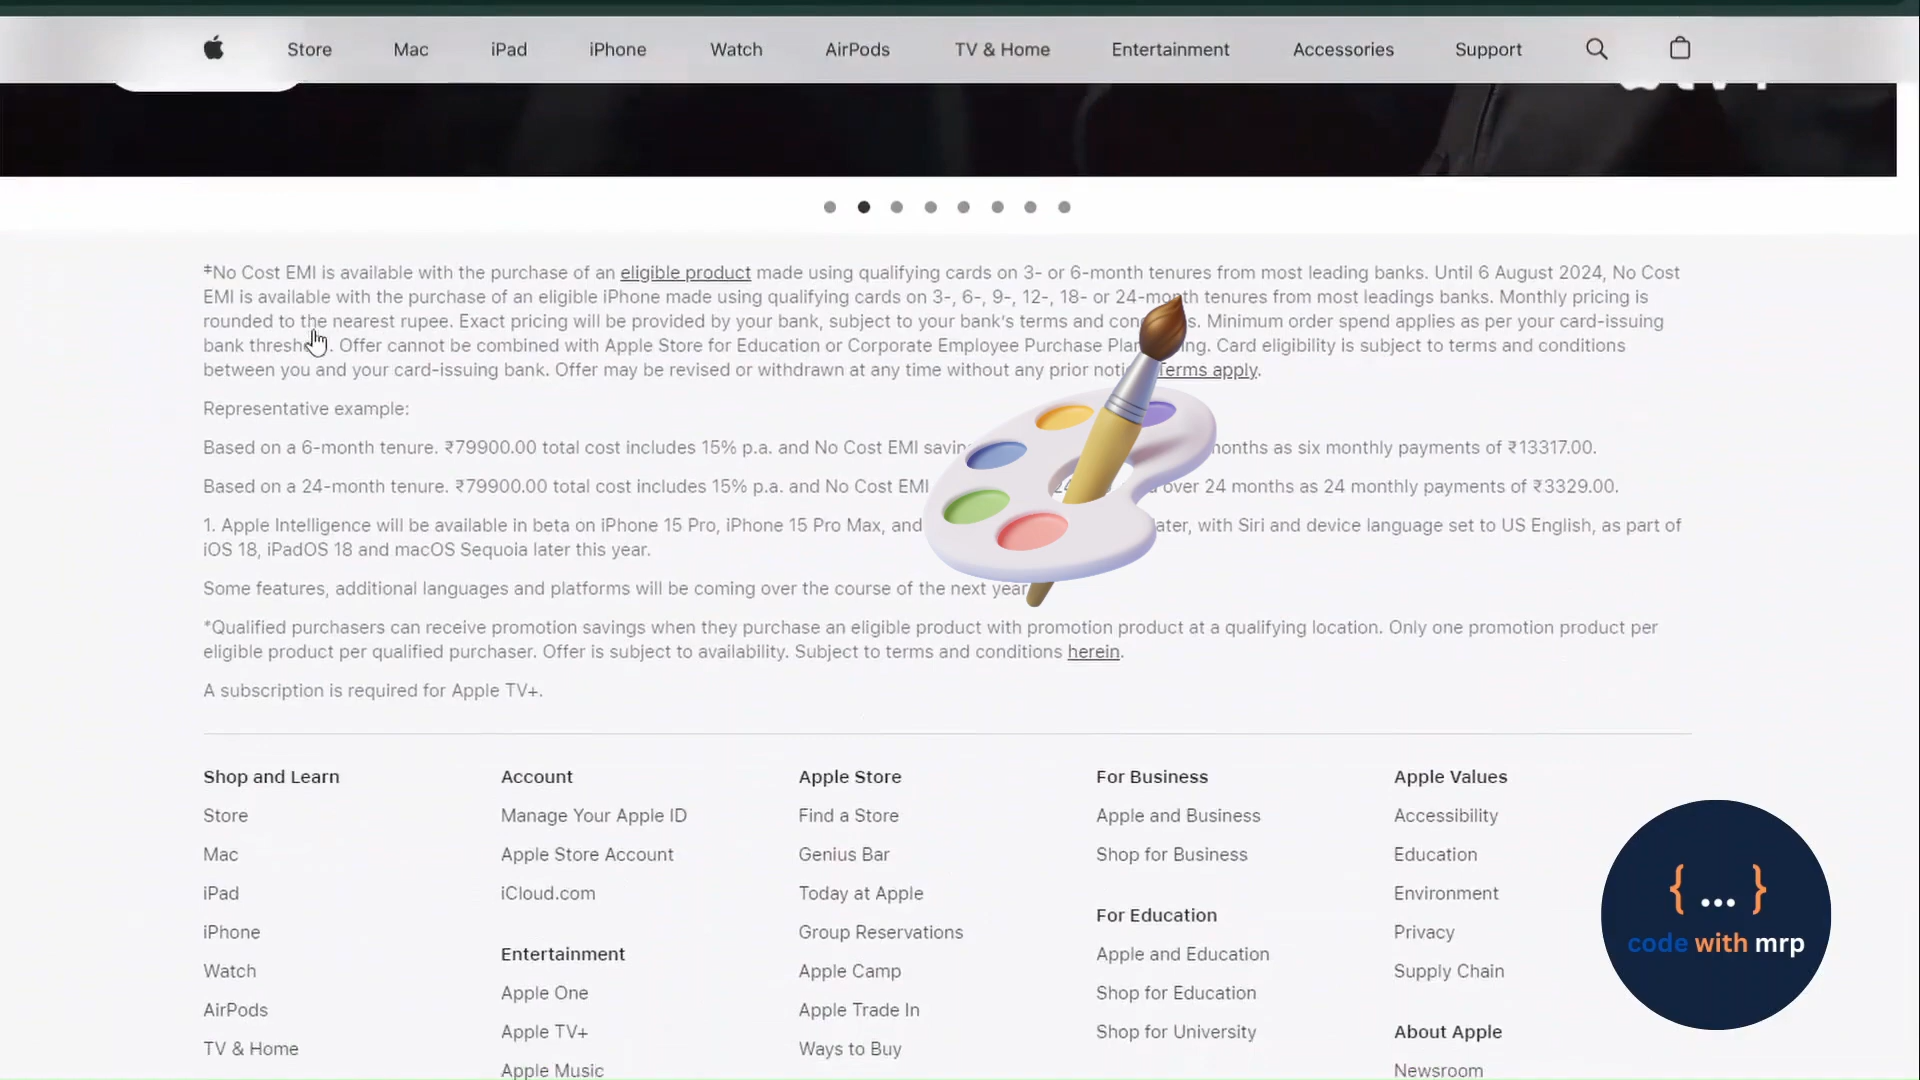 Store Mac iPad iPhone Watch AirPods TV & Home Entertainment Accessories Support
‡No Cost EMI is available with the purchase of an eligible product made using qualifying cards on 3- or 6-month tenures from most leading banks. Until 6 August 2024, No Cost
EMI is available with the purchase of an eligible iPhone made using qualifying cards on 3-, 6-, 9-, 12-, 18- or 24-month tenures from most leadings banks. Monthly pricing is
rounded to the nearest rupee. Exact pricing will be provided by your bank, subject to your bank's terms and Minimum order spend applies as per your card-issuing
bank Offer cannot be combined with Apple Store for Education or Corporate Employee Purchase Card eligibility is subject to terms and conditions
between you and your card-issuing bank. Offer may be revised or withdrawn at any time without any prior Terms apply.
Representative example:
Based on a 6-month tenure. ₹79900.00 total cost includes 15% p.a. and No Cost EMI months as six monthly payments of ₹13317.00.
Based on a 24-month tenure. ₹79900.00 total cost includes 15% p.a. and No Cost EMI over 24 months as 24 monthly payments of ₹3329.00.
1. Apple Intelligence will be available in beta on iPhone 15 Pro, iPhone 15 Pro Max, and later, with Siri and device language set to US English, as part of
iOS 18, iPadOS 18 and macOS Sequoia later this year.
Some features, additional languages and platforms will be coming over the course of the next year
*Qualified purchasers can receive promotion savings when they purchase an eligible product with promotion product at a qualifying location. Only one promotion product per
eligible product per qualified purchaser. Offer is subject to availability. Subject to terms and conditions herein.
A subscription is required for Apple TV+.
Shop and Learn
Store
Mac
iPad
iPhone
Watch
AirPods
TV & Home
Account
Manage Your Apple ID
Apple Store Account
iCloud.com
Entertainment
Apple One
Apple TV+
Apple Music
Apple Store
Find a Store
Genius Bar
Today at Apple
Group Reservations
Apple Camp
Apple Trade In
Ways to Buy
For Business
Apple and Business
Shop for Business
For Education
Apple and Education
Shop for Education
Shop for University
Apple Values
Accessibility
Education
Environment
Privacy
Supply Chain
About Apple
Newsroom
{ ... }
code with mrp